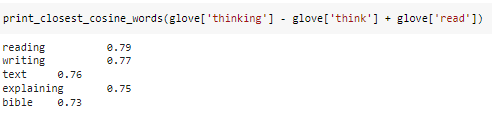 print_closest_cosine_words(glove['thinking'] - glove['think'] + glove['read'])
reading 0.79
writing 0.77
text 0.76
explaining 0.75
bible 0.73